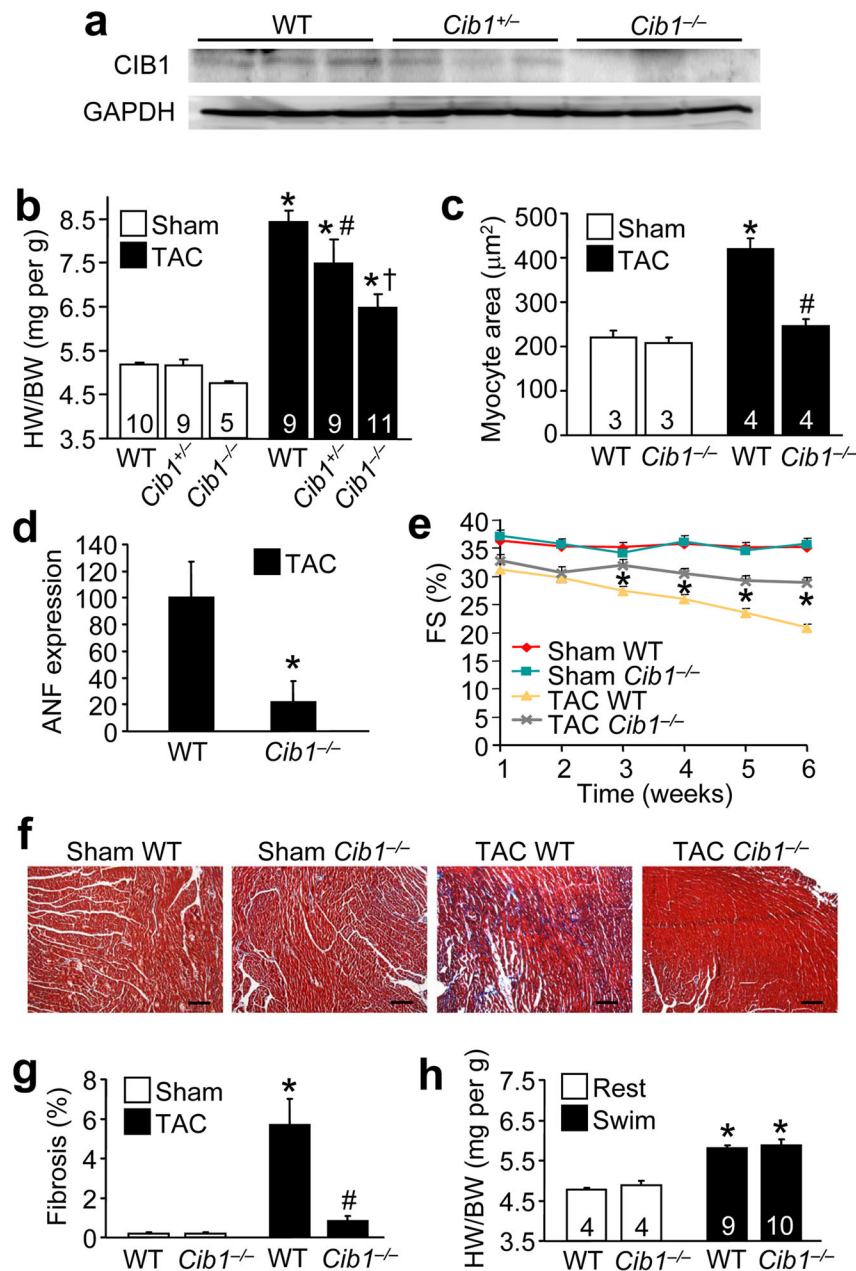 a
WT Cib1+/– Cib1–/–
CIB1
GAPDH
b
HW/BW (mg per g)
8.5
7.5
6.5
5.5
4.5
3.5
Sham
TAC
* *# *†
10 9 5 9 9 11
WT Cib1+/– Cib1–/– WT Cib1+/– Cib1–/–
c
Myocyte area (μm²)
500
400
300
200
100
0
Sham
TAC
* #
3 3 4 4
WT Cib1–/– WT Cib1–/–
d
ANF expression
140
120
100
80
60
40
20
0
TAC
*
WT Cib1–/–
e
FS (%)
40
35
30
25
20
15
10
5
0
* * * *
Sham WT
Sham Cib1–/–
TAC WT
TAC Cib1–/–
1 2 3 4 5 6
Time (weeks)
f
Sham WT Sham Cib1–/– TAC WT TAC Cib1–/–
g
Fibrosis (%)
8
6
4
2
0
Sham
TAC
* #
WT Cib1–/– WT Cib1–/–
h
HW/BW (mg per g)
7.5
6.5
5.5
4.5
3.5
Rest
Swim
* *
4 4 9 10
WT Cib1–/– WT Cib1–/–